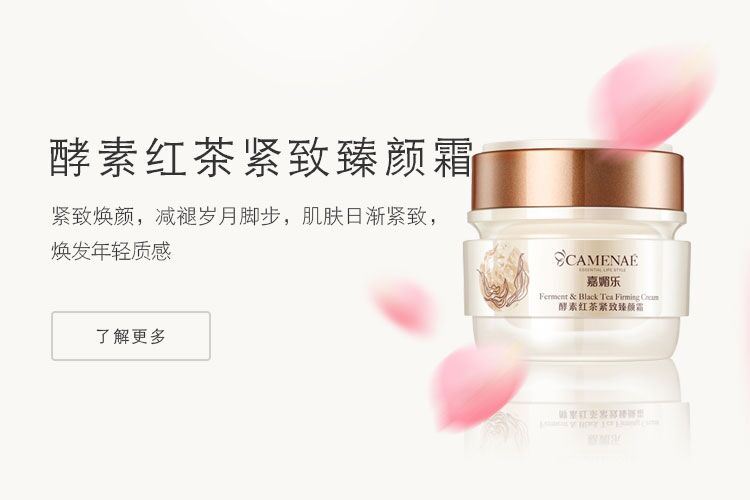 酵素红茶紧致臻颜霜
紧致焕颜，减褪岁月脚步，肌肤日渐紧致，
焕发年轻质感
了解更多
CAMENAÉ
ESSENTIAL LIFE STYLE
嘉媚乐
Ferment & Black Tea Firming Cream
酵素红茶紧致臻颜霜